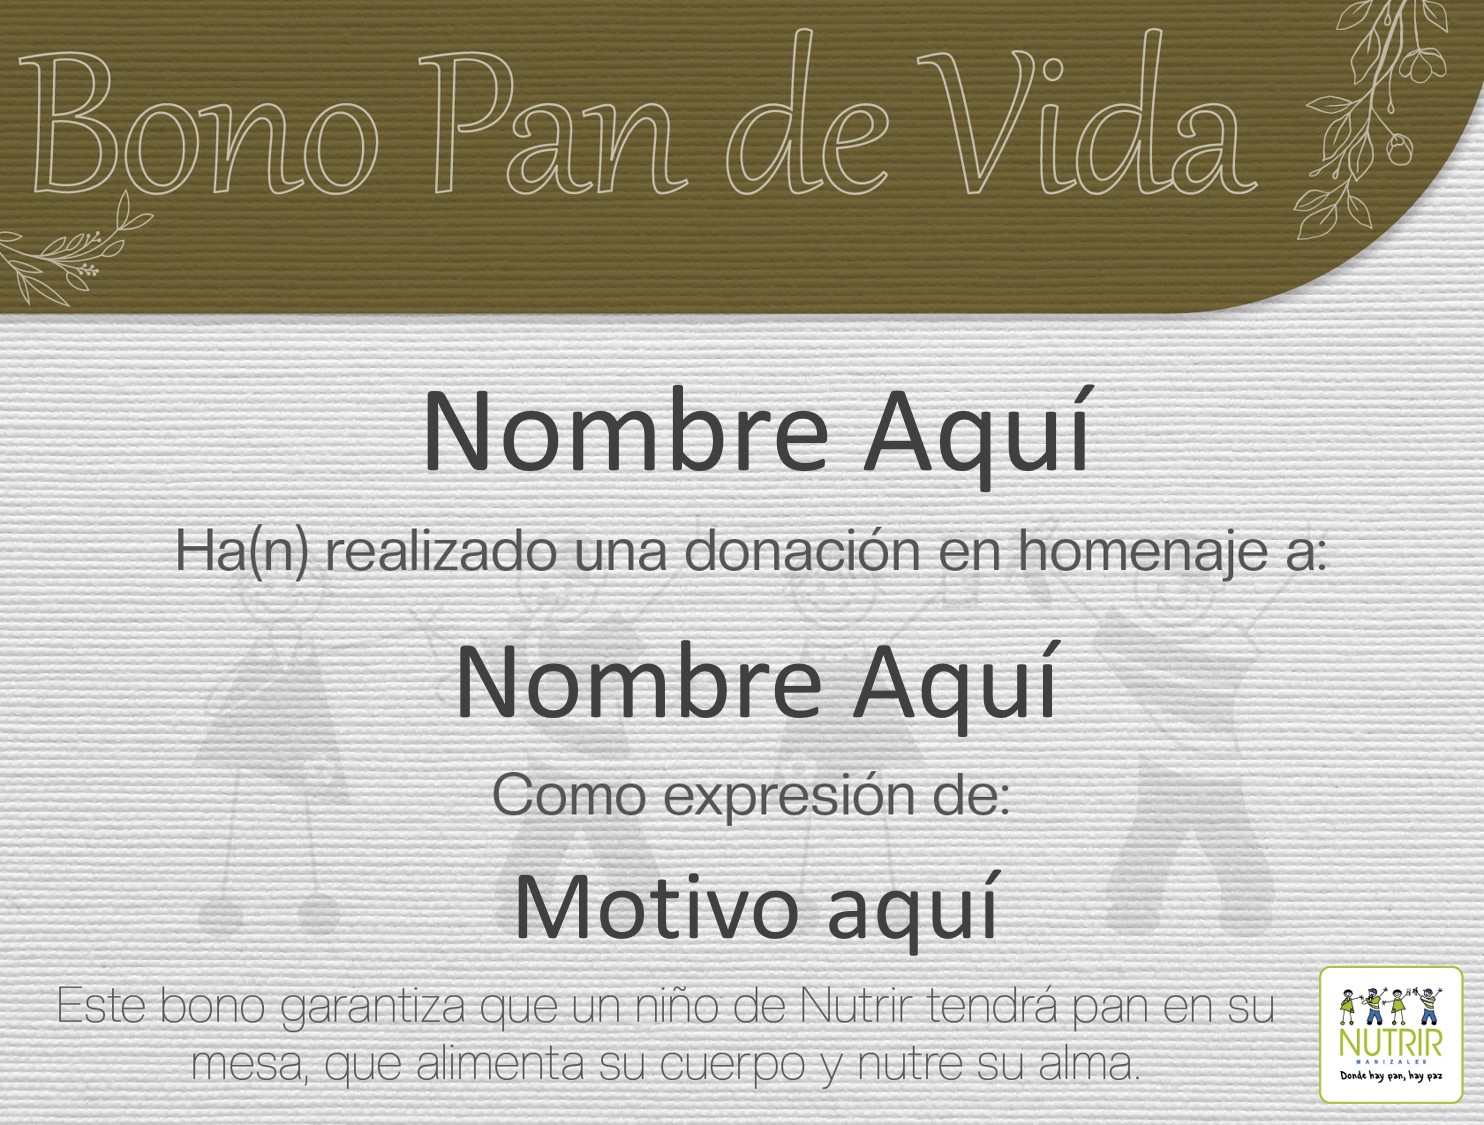 Bono Pan de Vida
Nombre Aquí
Ha(n) realizado una donación en homenaje a:
Nombre Aquí
Como expresión de:
Motivo aquí
Este bono garantiza que un niño de Nutrir tendrá pan en su
mesa, que alimenta su cuerpo y nutre su alma.
NUTRIR
MANIZALES
Donde hay pan, hay paz